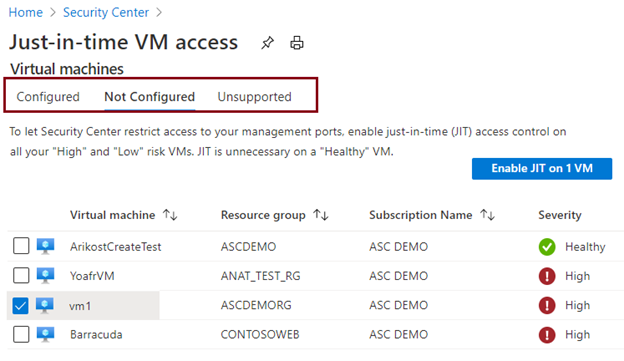 Home > Security Center >
Just-in-time VM access
Virtual machines
Configured Not Configured Unsupported
To let Security Center restrict access to your management ports, enable just-in-time (JIT) access control on
all your "High" and "Low" risk VMs. JIT is unnecessary on a "Healthy" VM.
Enable JIT on 1 VM
Virtual machine ↑↓ Resource group ↑↓ Subscription Name ↑↓ Severity
ArikostCreateTest ASCDEMO ASC DEMO Healthy
YoafrVM ANAT_TEST_RG ASC DEMO High
vm1 ASCDEMORG ASC DEMO High
Barracuda CONTOSOWEB ASC DEMO High